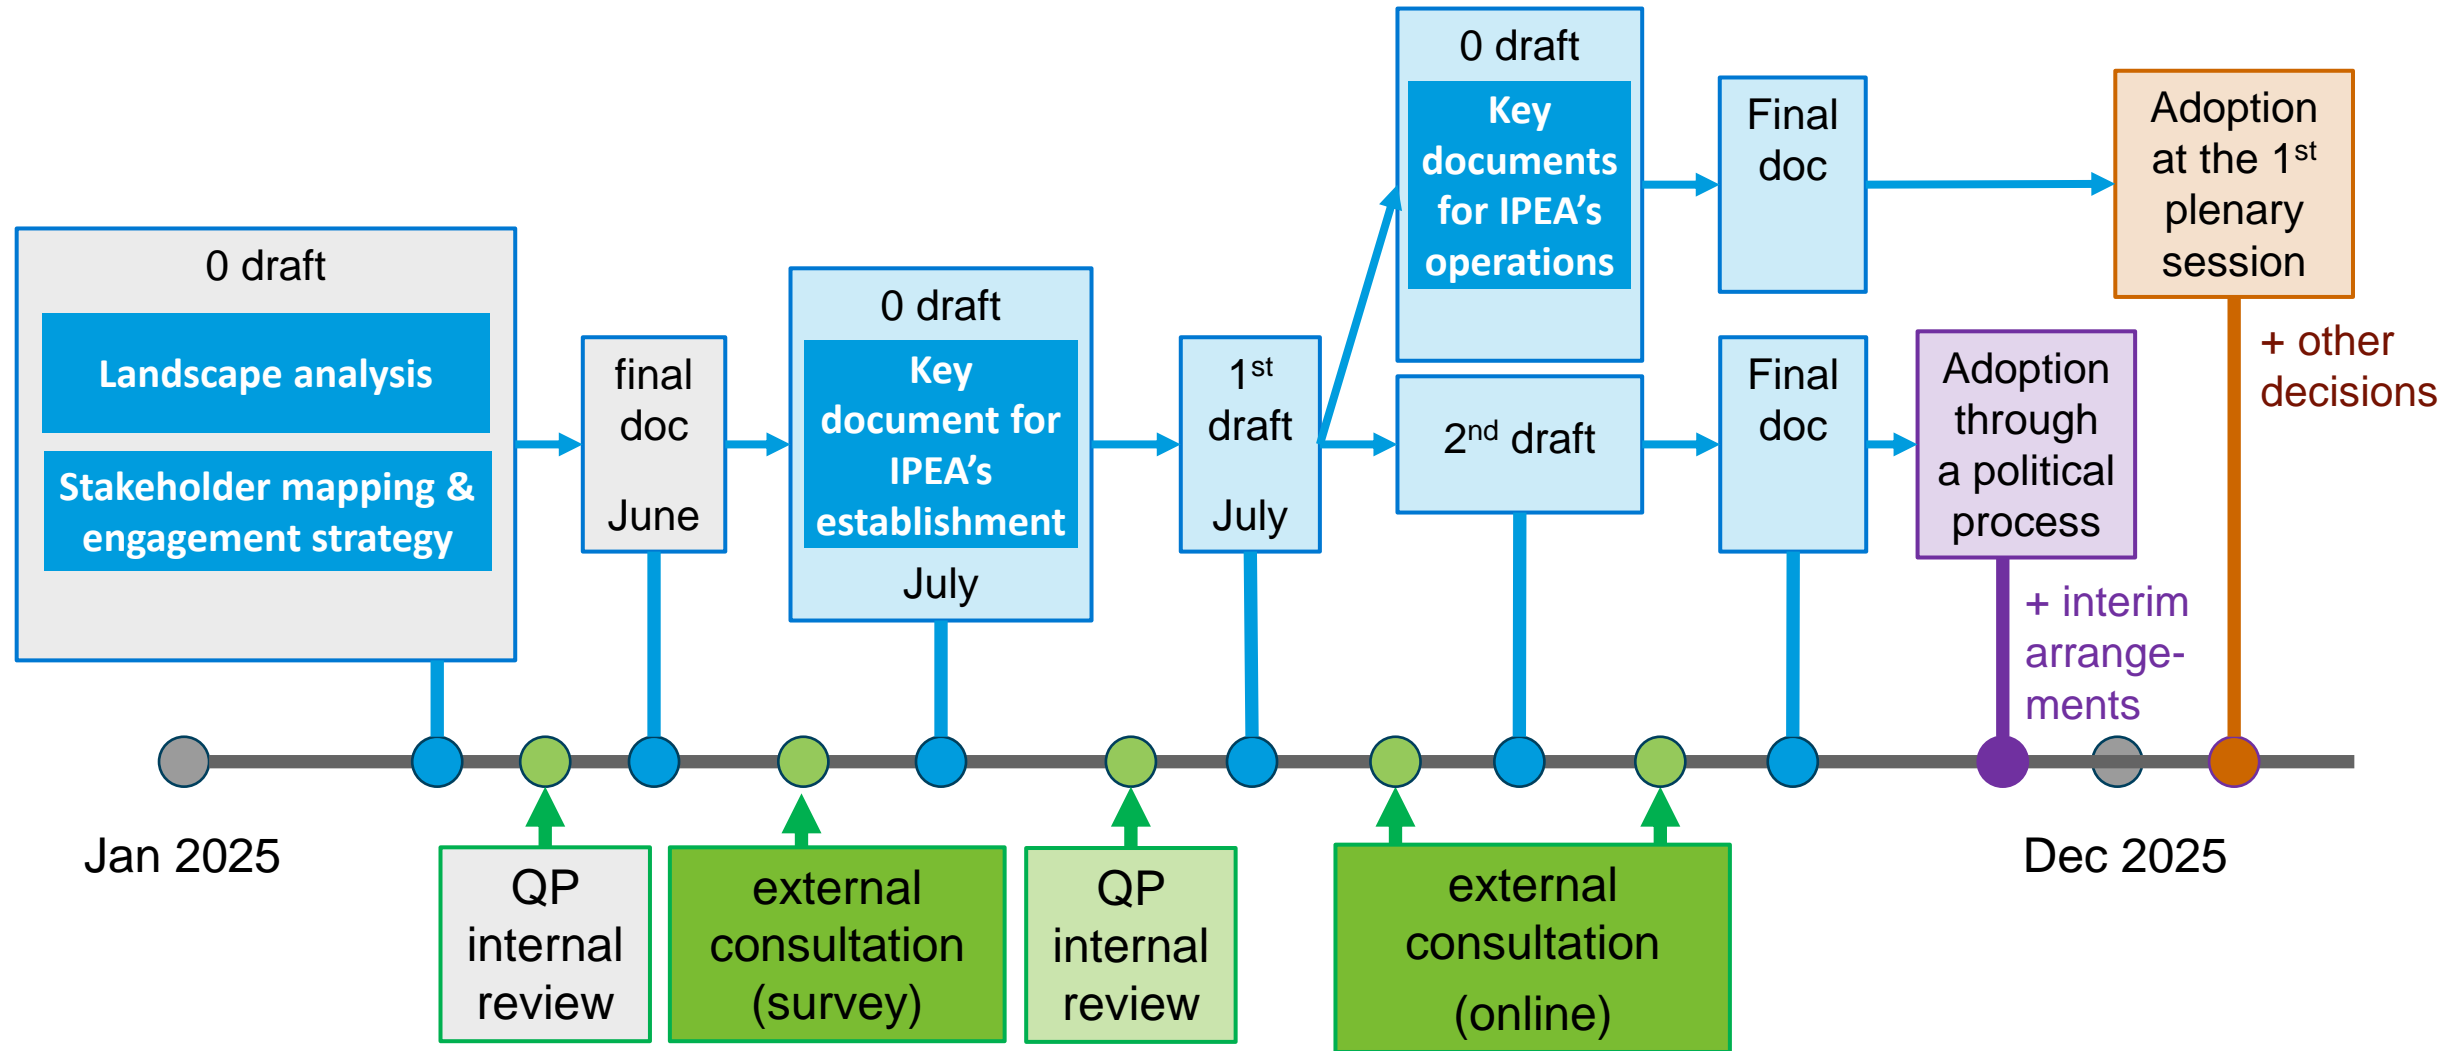 0 draft
Landscape analysis
Stakeholder mapping &
engagement strategy
final
doc
June
0 draft
Key
document for
IPEA’s
establishment
July
1st
draft
July
0 draft
Key
documents
for IPEA’s
operations
2nd draft
Final
doc
Final
doc
Adoption
through
a political
process
+ interim
arrange-
ments
Adoption
at the 1st
plenary
session
+ other
decisions
Jan 2025
Dec 2025
QP
internal
review
external
consultation
(survey)
QP
internal
review
external
consultation
(online)